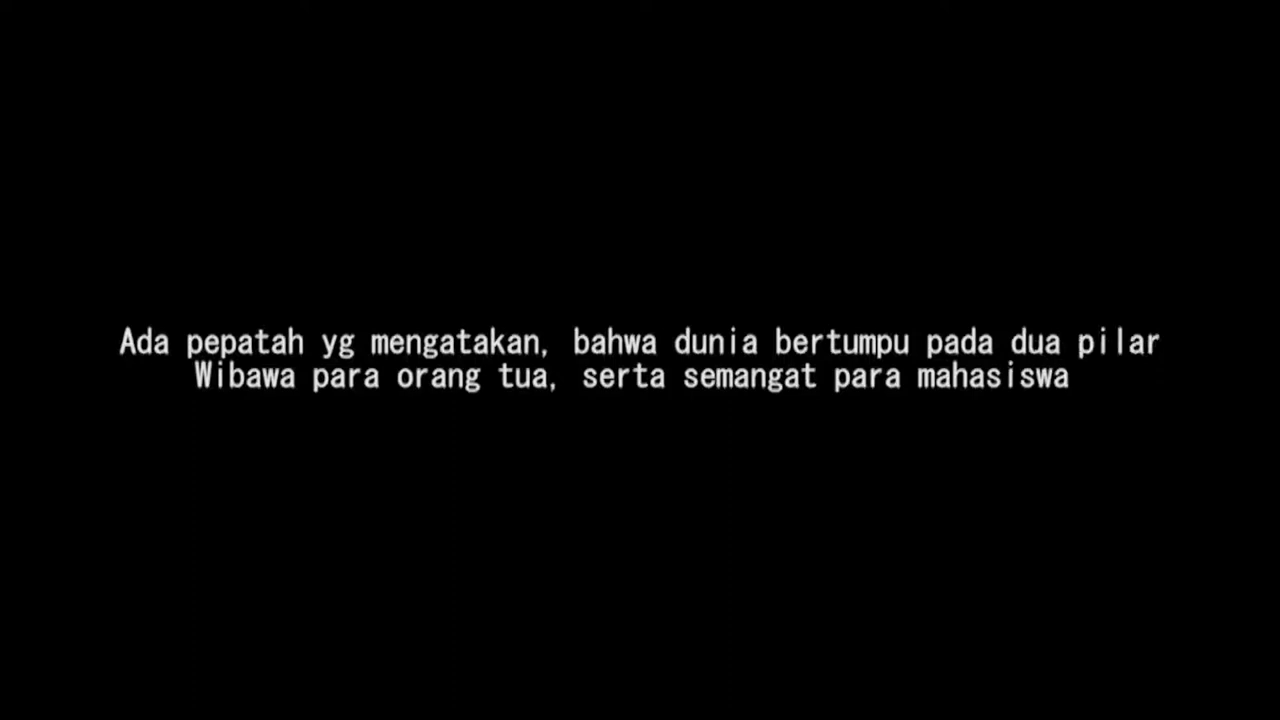 Ada pepatah yg mengatakan, bahwa dunia bertumpu pada dua pilar
Wibawa para orang tua, serta semangat para mahasiswa